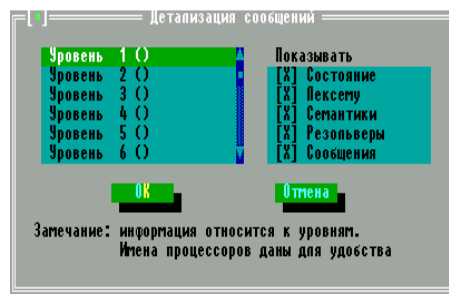 Детализация сообщений
Уровень 1 ()
Уровень 2 ()
Уровень 3 ()
Уровень 4 ()
Уровень 5 ()
Уровень 6 ()
Показывать
[X] Состояние
[X] Лексему
[X] Семантики
[X] Резольверы
[X] Сообщения
OK
Отмена
Замечание: информация относится к уровням.
Имена процессоров даны для удобства